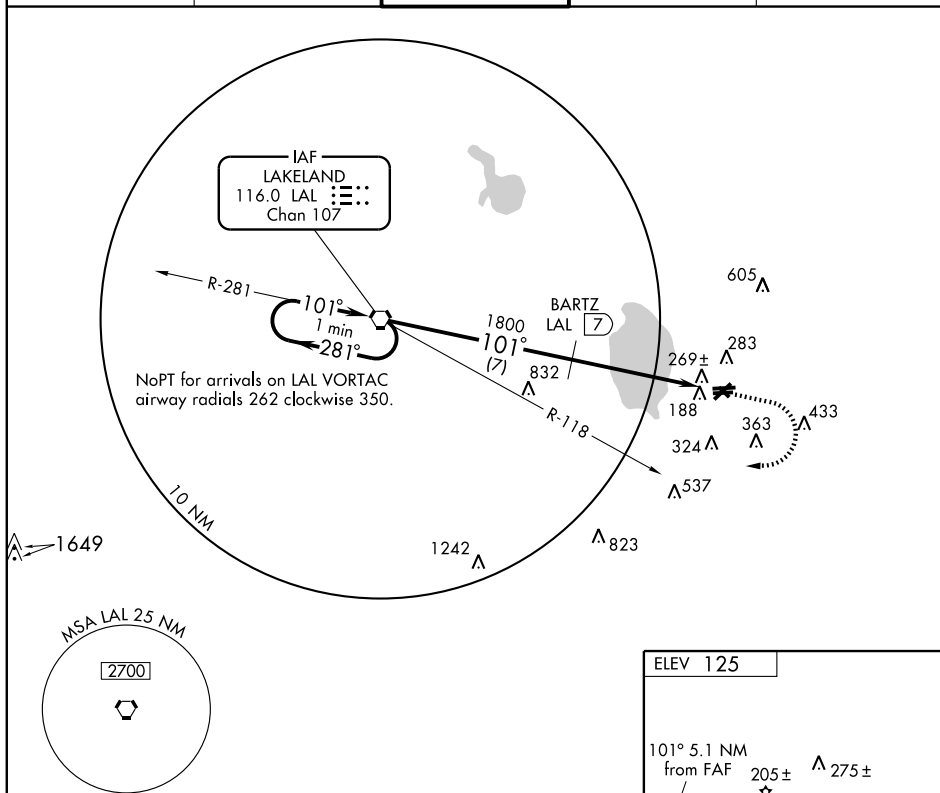 IAF
LAKELAND
116.0 LAL
Chan 107
R-281
101°
1 min
281°
NoPT for arrivals on LAL VORTAC
airway radials 262 clockwise 350.
1800
101°
(7)
BARTZ
LAL 7
832
R-118
605
283
269±
188
433
363
324
537
823
1242
10 NM
1649
MSA LAL 25 NM
2700
ELEV 125
101° 5.1 NM
from FAF
205±
275±